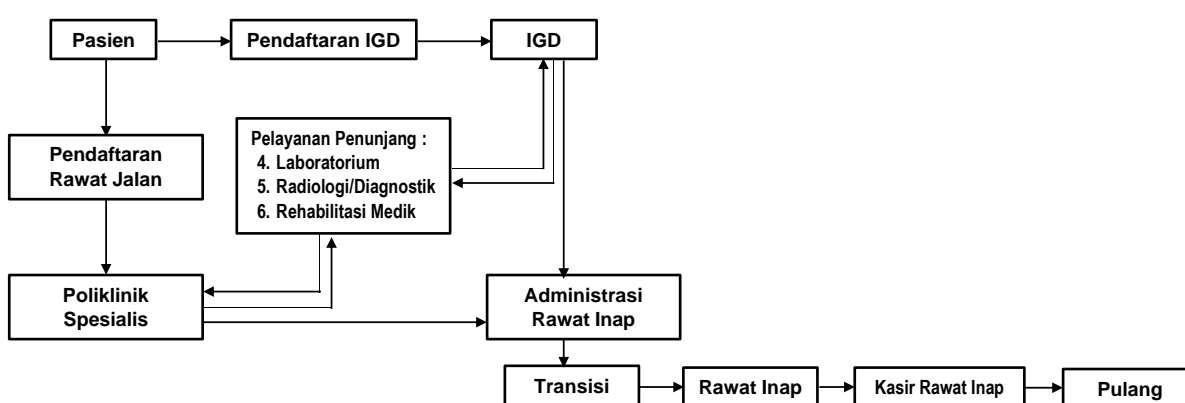 Pasien
Pendaftaran IGD
IGD
Pelayanan Penunjang :
4. Laboratorium
5. Radiologi/Diagnostik
6. Rehabilitasi Medik
Pendaftaran
Rawat Jalan
Poliklinik
Spesialis
Administrasi
Rawat Inap
Transisi
Rawat Inap
Kasir Rawat Inap
Pulang